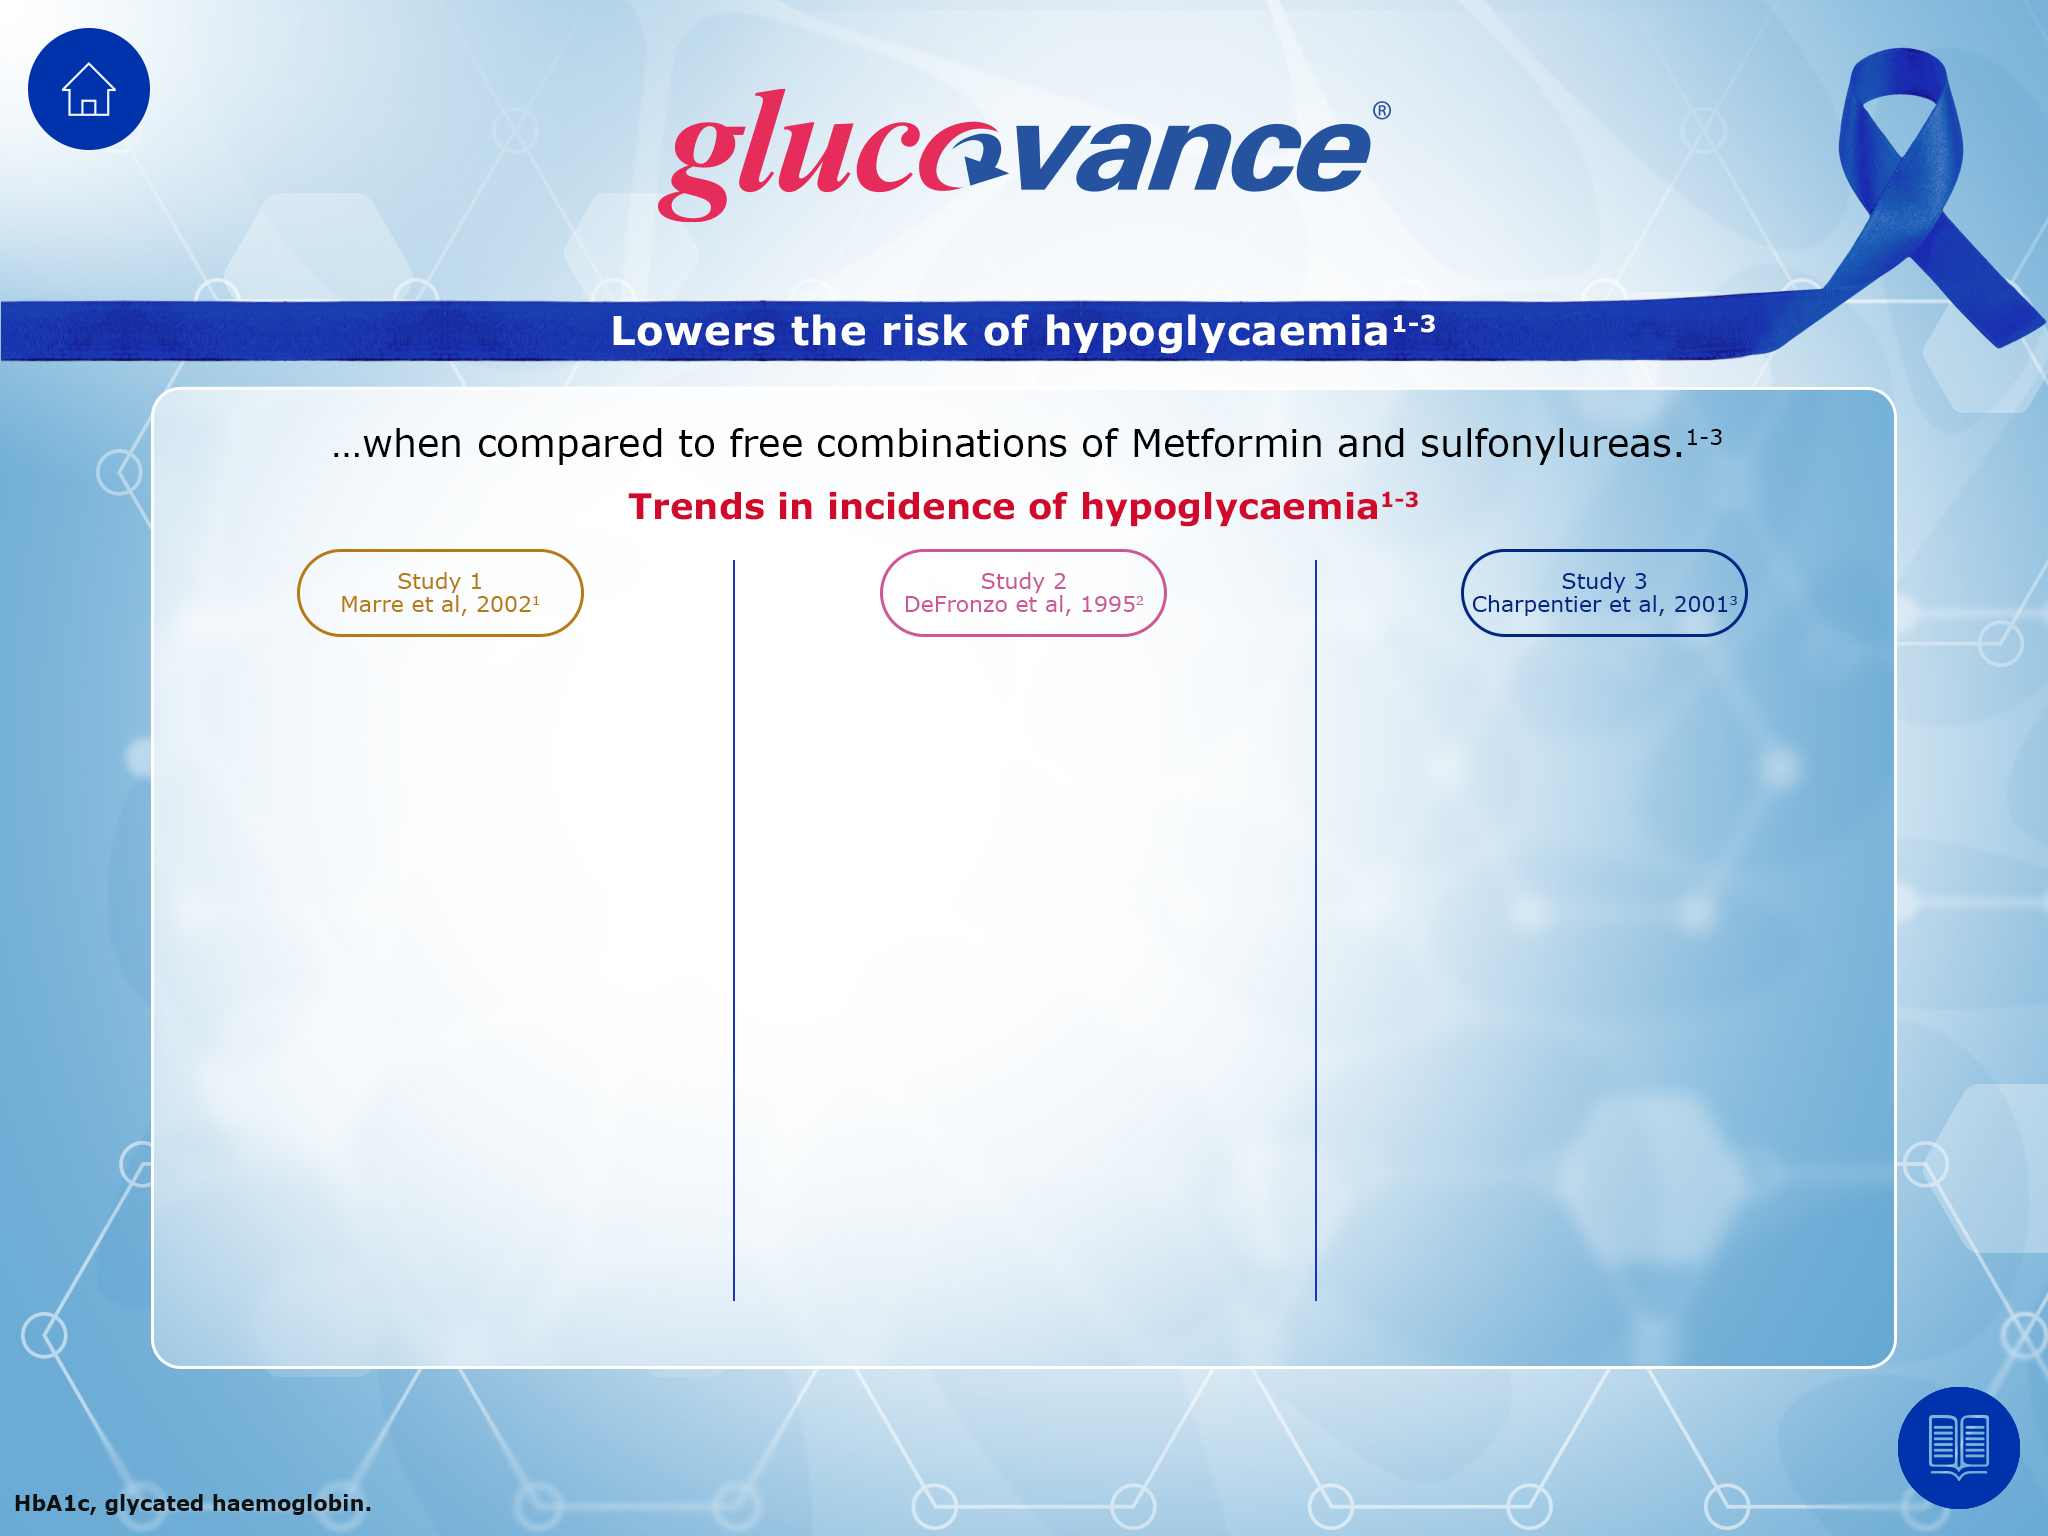 glucovance®
Lowers the risk of hypoglycaemia¹⁻³
...when compared to free combinations of Metformin and sulfonylureas.¹⁻³
Trends in incidence of hypoglycaemia¹⁻³
Study 1
Marre et al, 2002¹
Study 2
DeFronzo et al, 1995²
Study 3
Charpentier et al, 2001³
HbA1c, glycated haemoglobin.